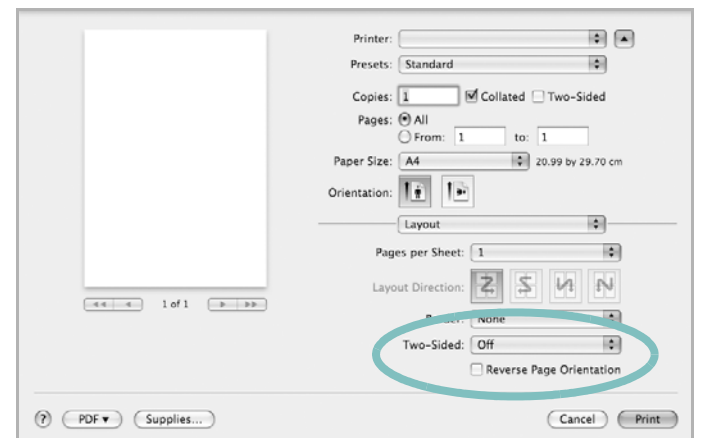 Printer:
Presets: Standard
Copies: 1 Collated Two-Sided
Pages: All
From: 1 to: 1
Paper Size: A4 20.99 by 29.70 cm
Orientation:
Layout
Pages per Sheet: 1
Layout Direction:
1 of 1
Border: None
Two-Sided: Off
Reverse Page Orientation
? PDF▼ Supplies... Cancel Print